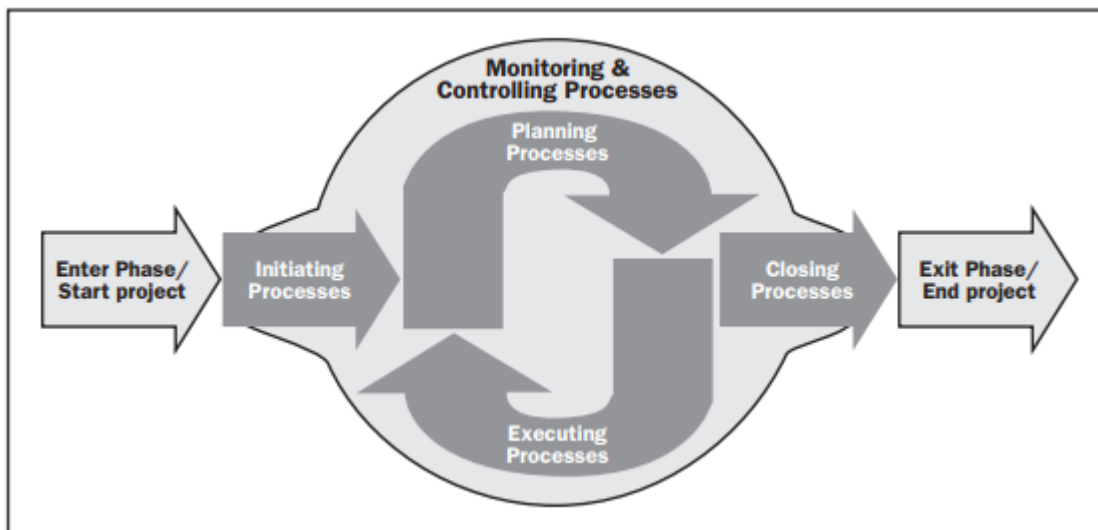 Monitoring &
Controlling Processes
Planning
Processes
Enter Phase/
Start project
Initiating
Processes
Closing
Processes
Exit Phase/
End project
Executing
Processes